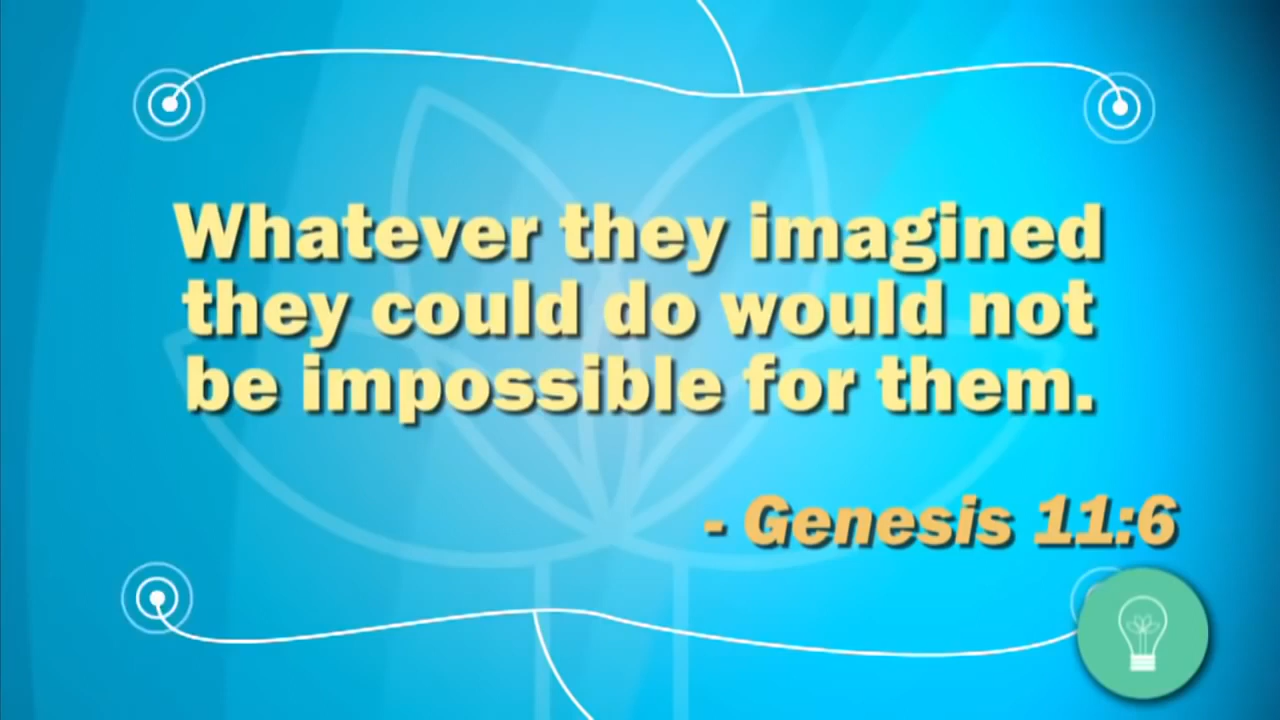 Whatever they imagined
they could do would not
be impossible for them.
- Genesis 11:6